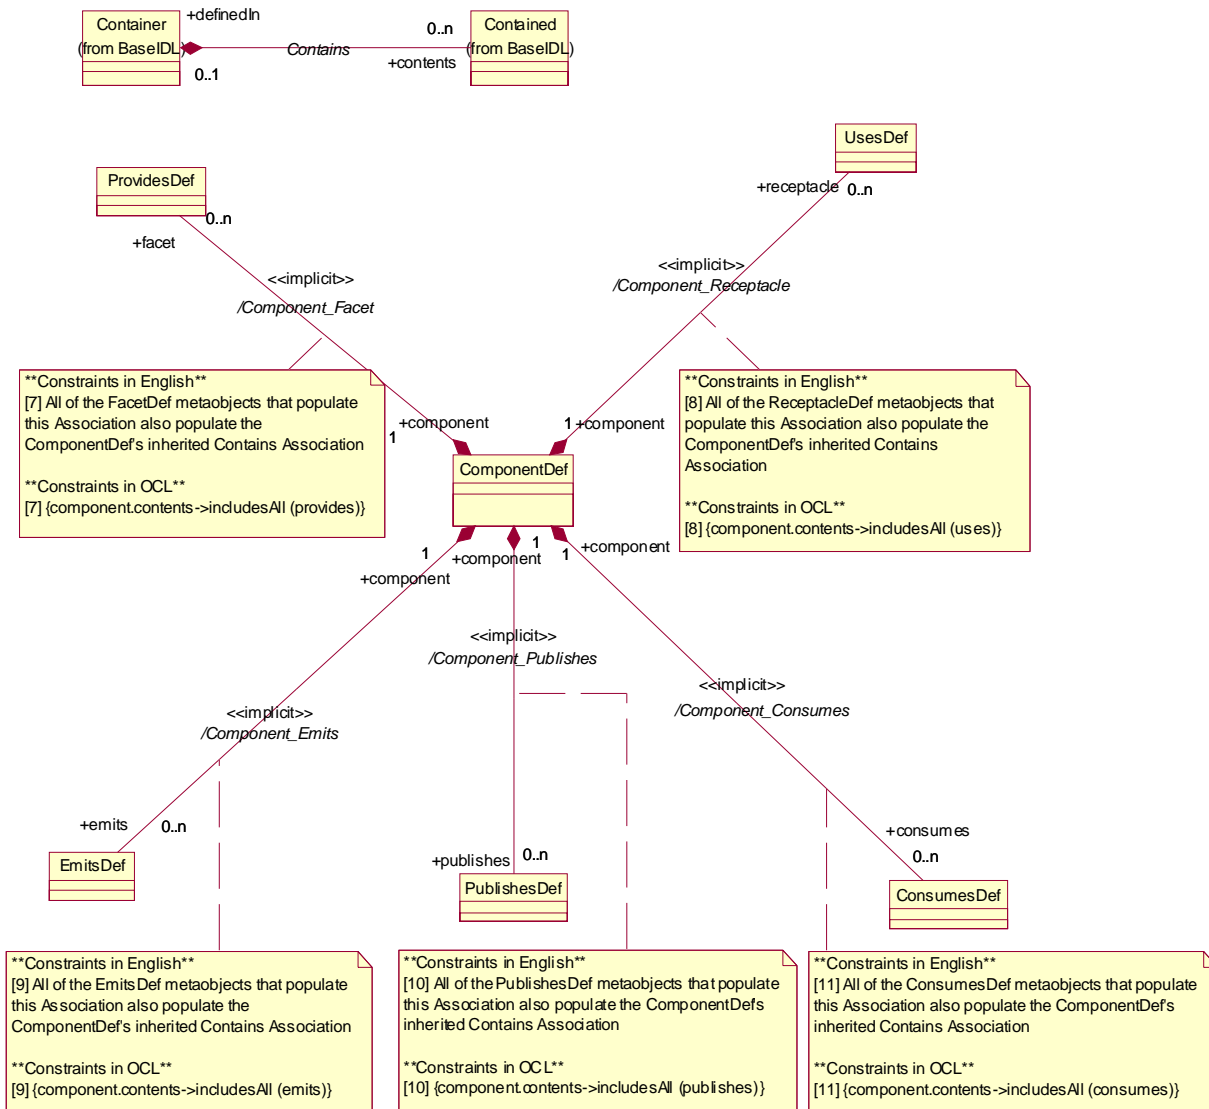 Container
(from BaseIDL)
+definedIn
0..1
Contains
0..n
+contents
Contained
(from BaseIDL)
UsesDef
+receptacle
0..n
ProvidesDef
0..n
+facet
<<implicit>>
/Component_Facet
<<implicit>>
/Component_Receptacle
**Constraints in English**
[7] All of the FacetDef metaobjects that populate
this Association also populate the
ComponentDef's inherited Contains Association
**Constraints in OCL**
[7] {component.contents->includesAll (provides)}
1
+component
1
+component
**Constraints in English**
[8] All of the ReceptacleDef metaobjects that
populate this Association also populate the
ComponentDef's inherited Contains
Association
**Constraints in OCL**
[8] {component.contents->includesAll (uses)}
ComponentDef
1
+component
1
+component
1
+component
<<implicit>>
/Component_Publishes
<<implicit>>
/Component_Emits
<<implicit>>
/Component_Consumes
+emits
0..n
EmitsDef
+publishes
0..n
PublishesDef
+consumes
0..n
ConsumesDef
**Constraints in English**
[9] All of the EmitsDef metaobjects that populate
this Association also populate the
ComponentDef's inherited Contains Association
**Constraints in OCL**
[9] {component.contents->includesAll (emits)}
**Constraints in English**
[10] All of the PublishesDef metaobjects that populate
this Association also populate the ComponentDef's
inherited Contains Association
**Constraints in OCL**
[10] {component.contents->includesAll (publishes)}
**Constraints in English**
[11] All of the ConsumesDef metaobjects that populate
this Association also populate the ComponentDef's
inherited Contains Association
**Constraints in OCL**
[11] {component.contents->includesAll (consumes)}